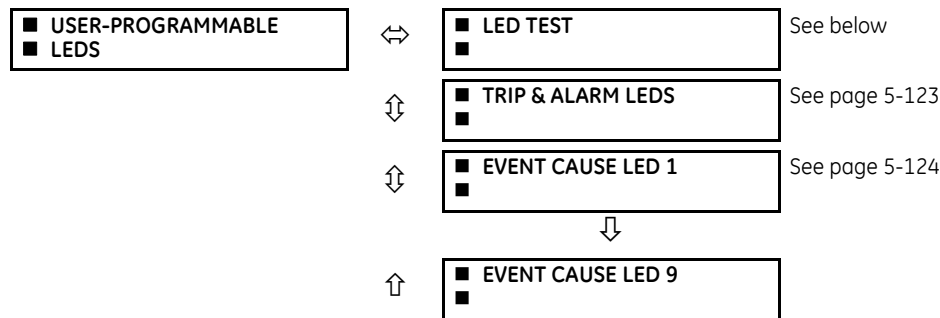 ■ USER-PROGRAMMABLE
■ LEDS
■ LED TEST
■
See below
■ TRIP & ALARM LEDS
■
See page 5-123
■ EVENT CAUSE LED 1
■
See page 5-124
■ EVENT CAUSE LED 9
■